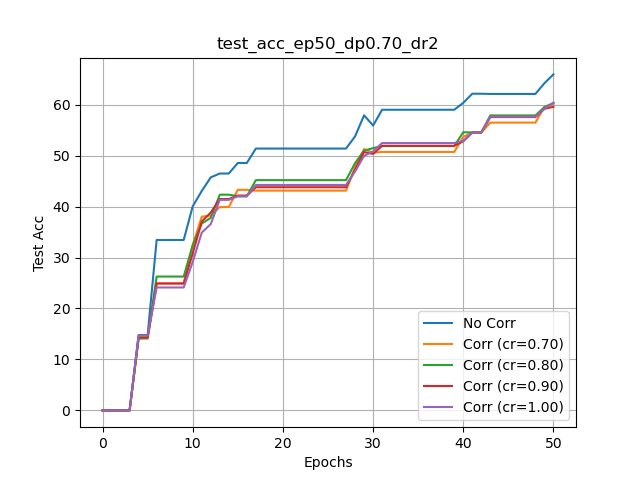 test_acc_ep50_dp0.70_dr2
60
50
40
30
20
10
0
Test Acc
No Corr
Corr (cr=0.70)
Corr (cr=0.80)
Corr (cr=0.90)
Corr (cr=1.00)
0 10 20 30 40 50
Epochs